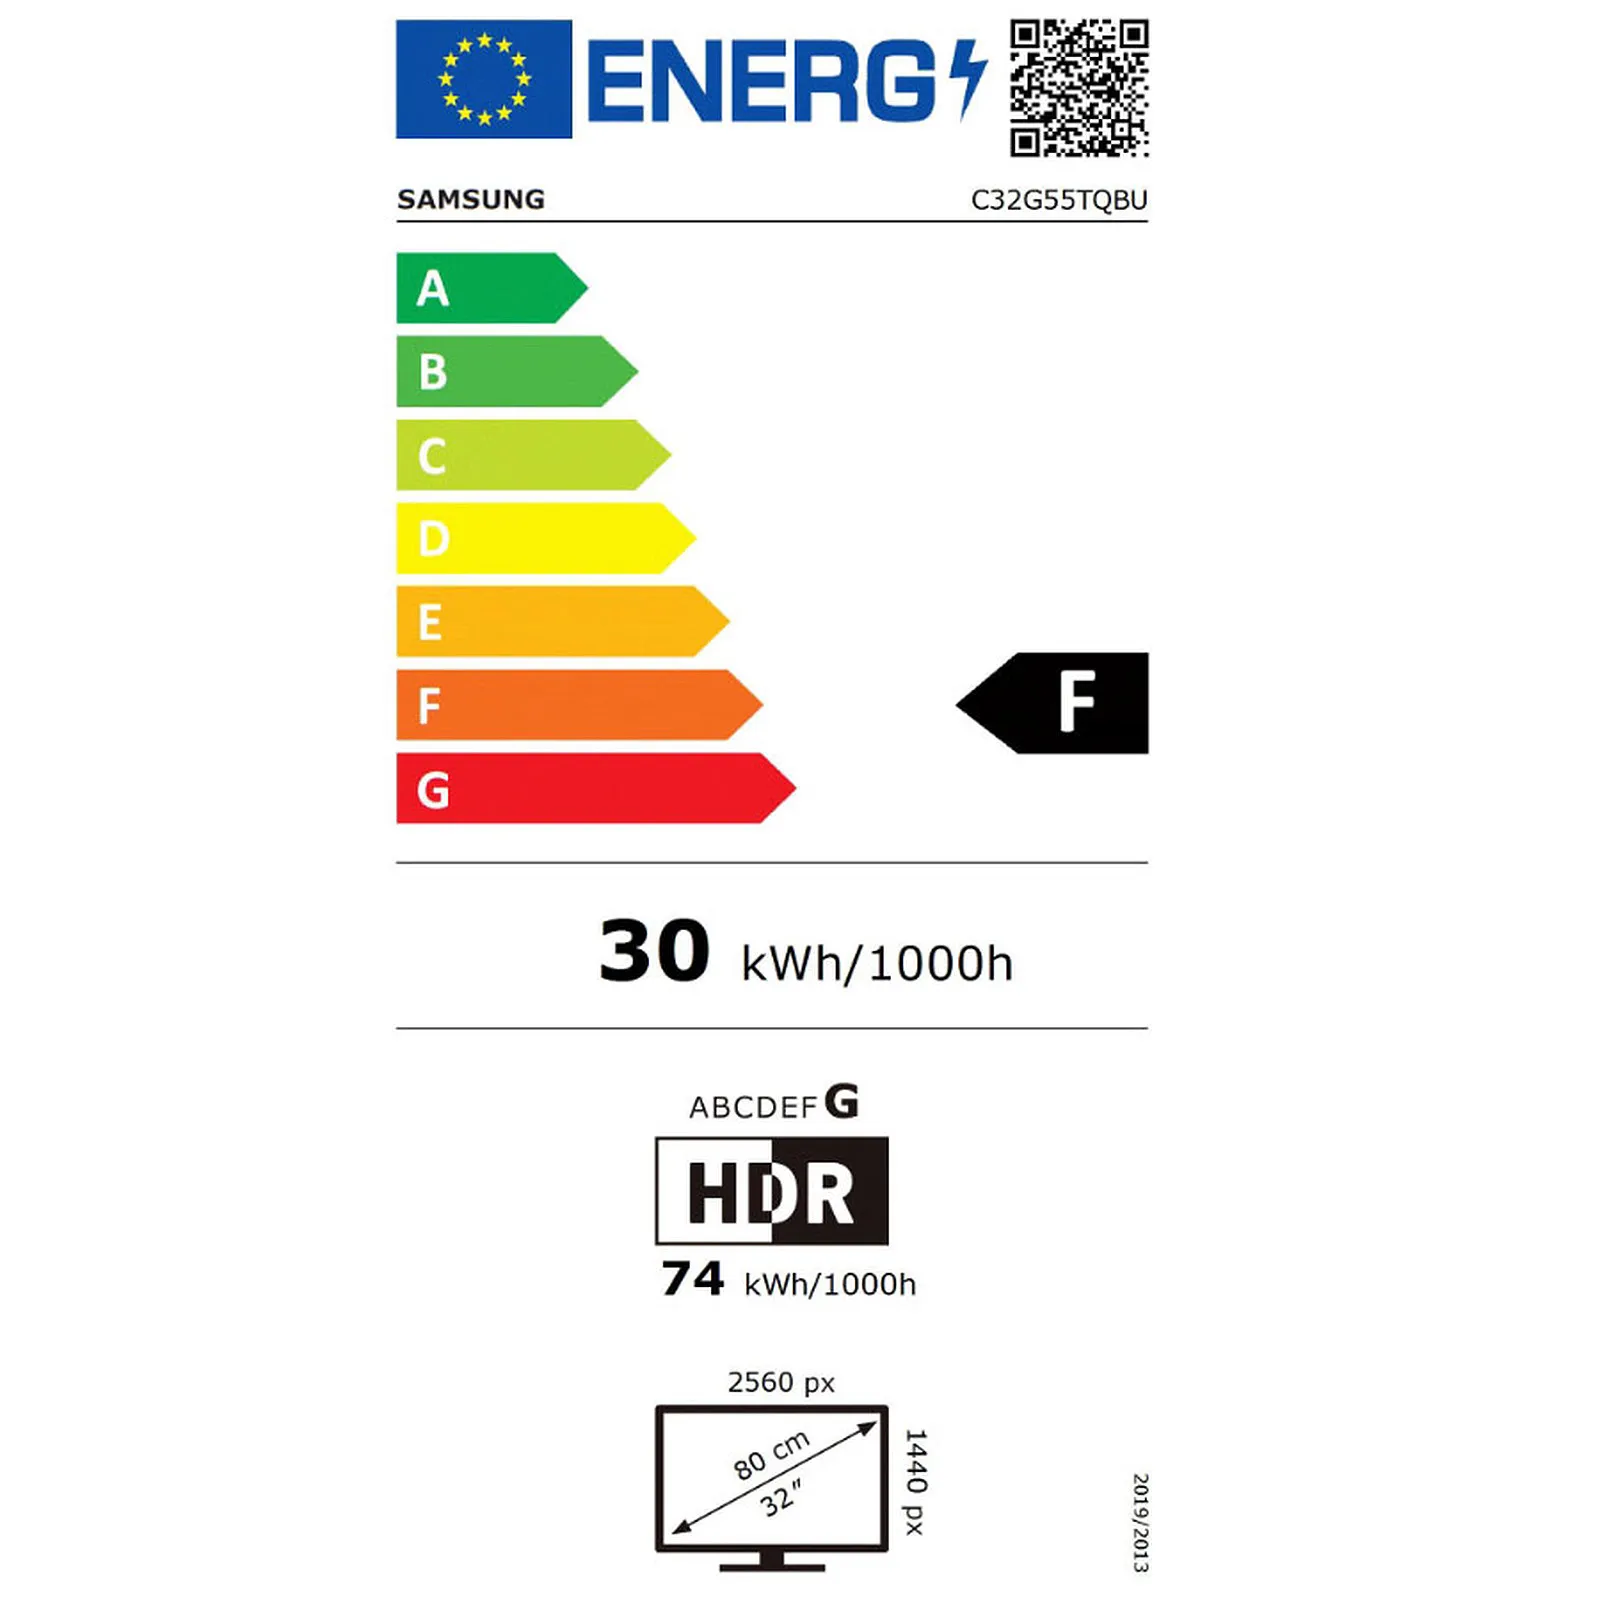 ENERG
SAMSUNG C32G55TQBU
A
B
C
D
E
F
F
G
30 kWh/1000h
ABCDEFG
HDR
74 kWh/1000h
2560 px
80 cm
32"
1440 px
2019/2013